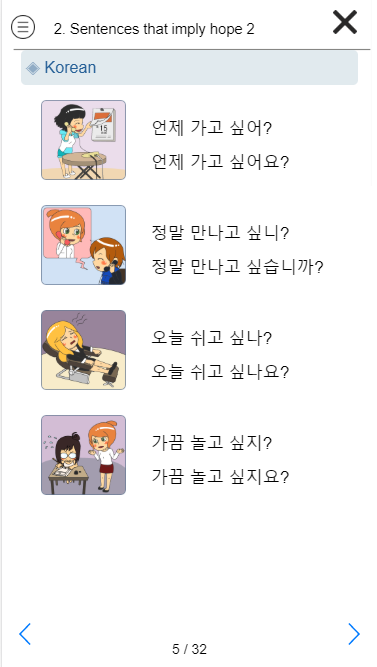 2. Sentences that imply hope 2
Korean
15
언제 가고 싶어?
언제 가고 싶어요?
정말 만나고 싶니?
정말 만나고 싶습니까?
오늘 쉬고 싶나?
오늘 쉬고 싶나요?
가끔 놀고 싶지?
가끔 놀고 싶지요?
5 / 32